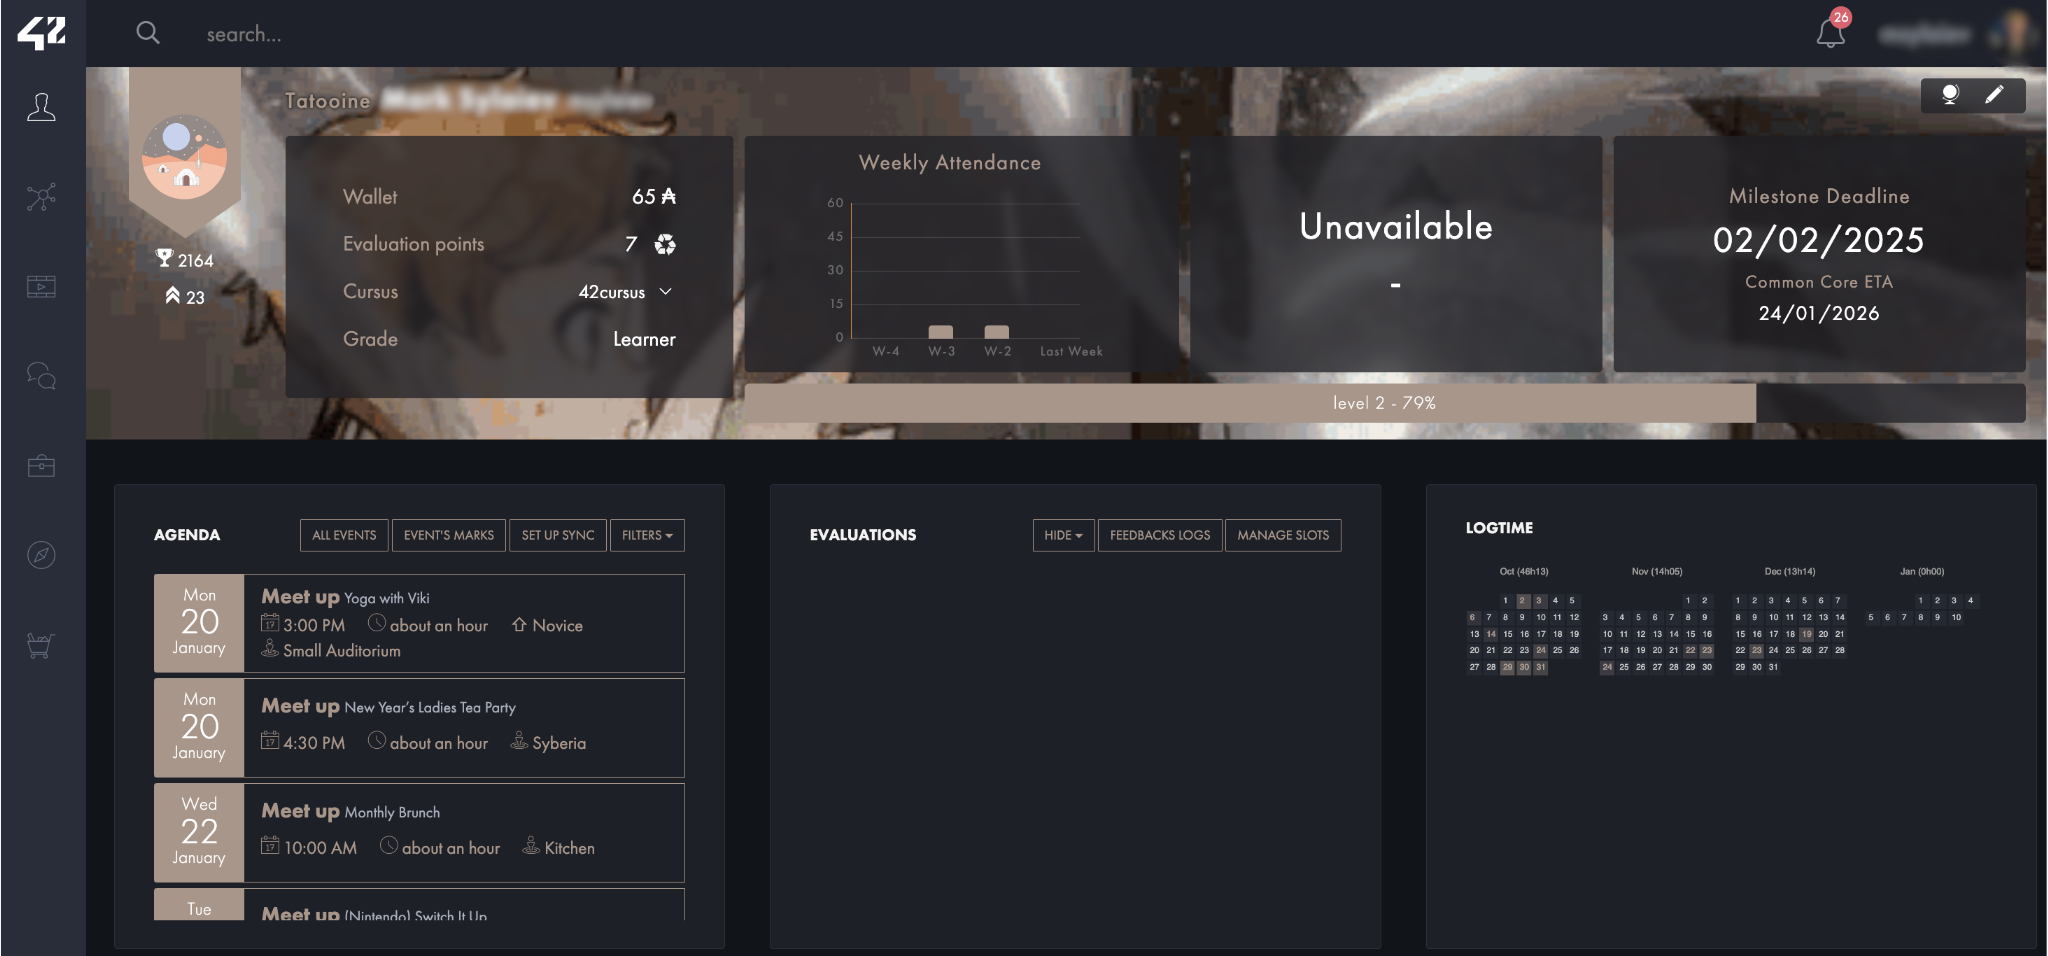 42
search...
26
Tatooine
2164
23
Wallet 65 ₳
Evaluation points 7
Cursus 42cursus
Grade Learner
Weekly Attendance
60
45
30
15
0
W-4 W-3 W-2 Last Week
Unavailable
-
Milestone Deadline
02/02/2025
Common Core ETA
24/01/2026
level 2 - 79%
AGENDA
ALL EVENTS EVENT'S MARKS SET UP SYNC FILTERS
Mon
20
January
Meet up Yoga with Viki
17 3:00 PM about an hour Novice
Small Auditorium
Mon
20
January
Meet up New Year's Ladies Tea Party
17 4:30 PM about an hour Syberia
Wed
22
January
Meet up Monthly Brunch
17 10:00 AM about an hour Kitchen
Tue
Meet up (Nintendo) Switch It Up
EVALUATIONS
HIDE FEEDBACKS LOGS MANAGE SLOTS
LOGTIME
Oct (46h13)
1 2 3 4 5
6 7 8 9 10 11 12
13 14 15 16 17 18 19
20 21 22 23 24 25 26
27 28 29 30 31
Nov (14h05)
1 2
3 4 5 6 7 8 9
10 11 12 13 14 15 16
17 18 19 20 21 22 23
24 25 26 27 28 29 30
Dec (13h14)
1 2 3 4 5 6 7
8 9 10 11 12 13 14
15 16 17 18 19 20 21
22 23 24 25 26 27 28
29 30 31
Jan (0h00)
1 2 3 4
5 6 7 8 9 10